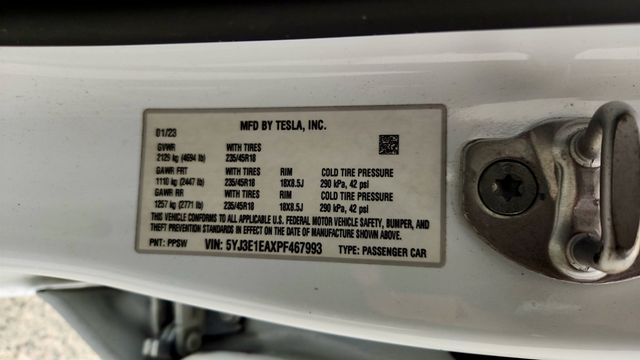 MFD BY TESLA, INC.
01/23
GVWR WITH TIRES
2129 kg (4694 lb) 235/45R18
GAWR FRT WITH TIRES RIM COLD TIRE PRESSURE
1110 kg (2447 lb) 235/45R18 18X8.5J 290 kPa, 42 psi
GAWR RR WITH TIRES RIM COLD TIRE PRESSURE
1257 kg (2771 lb) 235/45R18 18X8.5J 290 kPa, 42 psi
THIS VEHICLE CONFORMS TO ALL APPLICABLE U.S. FEDERAL MOTOR VEHICLE SAFETY, BUMPER, AND
THEFT PREVENTION STANDARDS IN EFFECT ON THE DATE OF MANUFACTURE SHOWN ABOVE.
PNT: PPSW VIN: 5YJ3E1EAXPF467993 TYPE: PASSENGER CAR